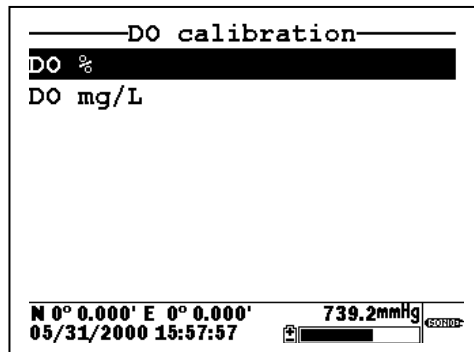 DO calibration
DO %
DO mg/L
N 0° 0.000' E 0° 0.000' 739.2mmHg
05/31/2000 15:57:57
SONDE